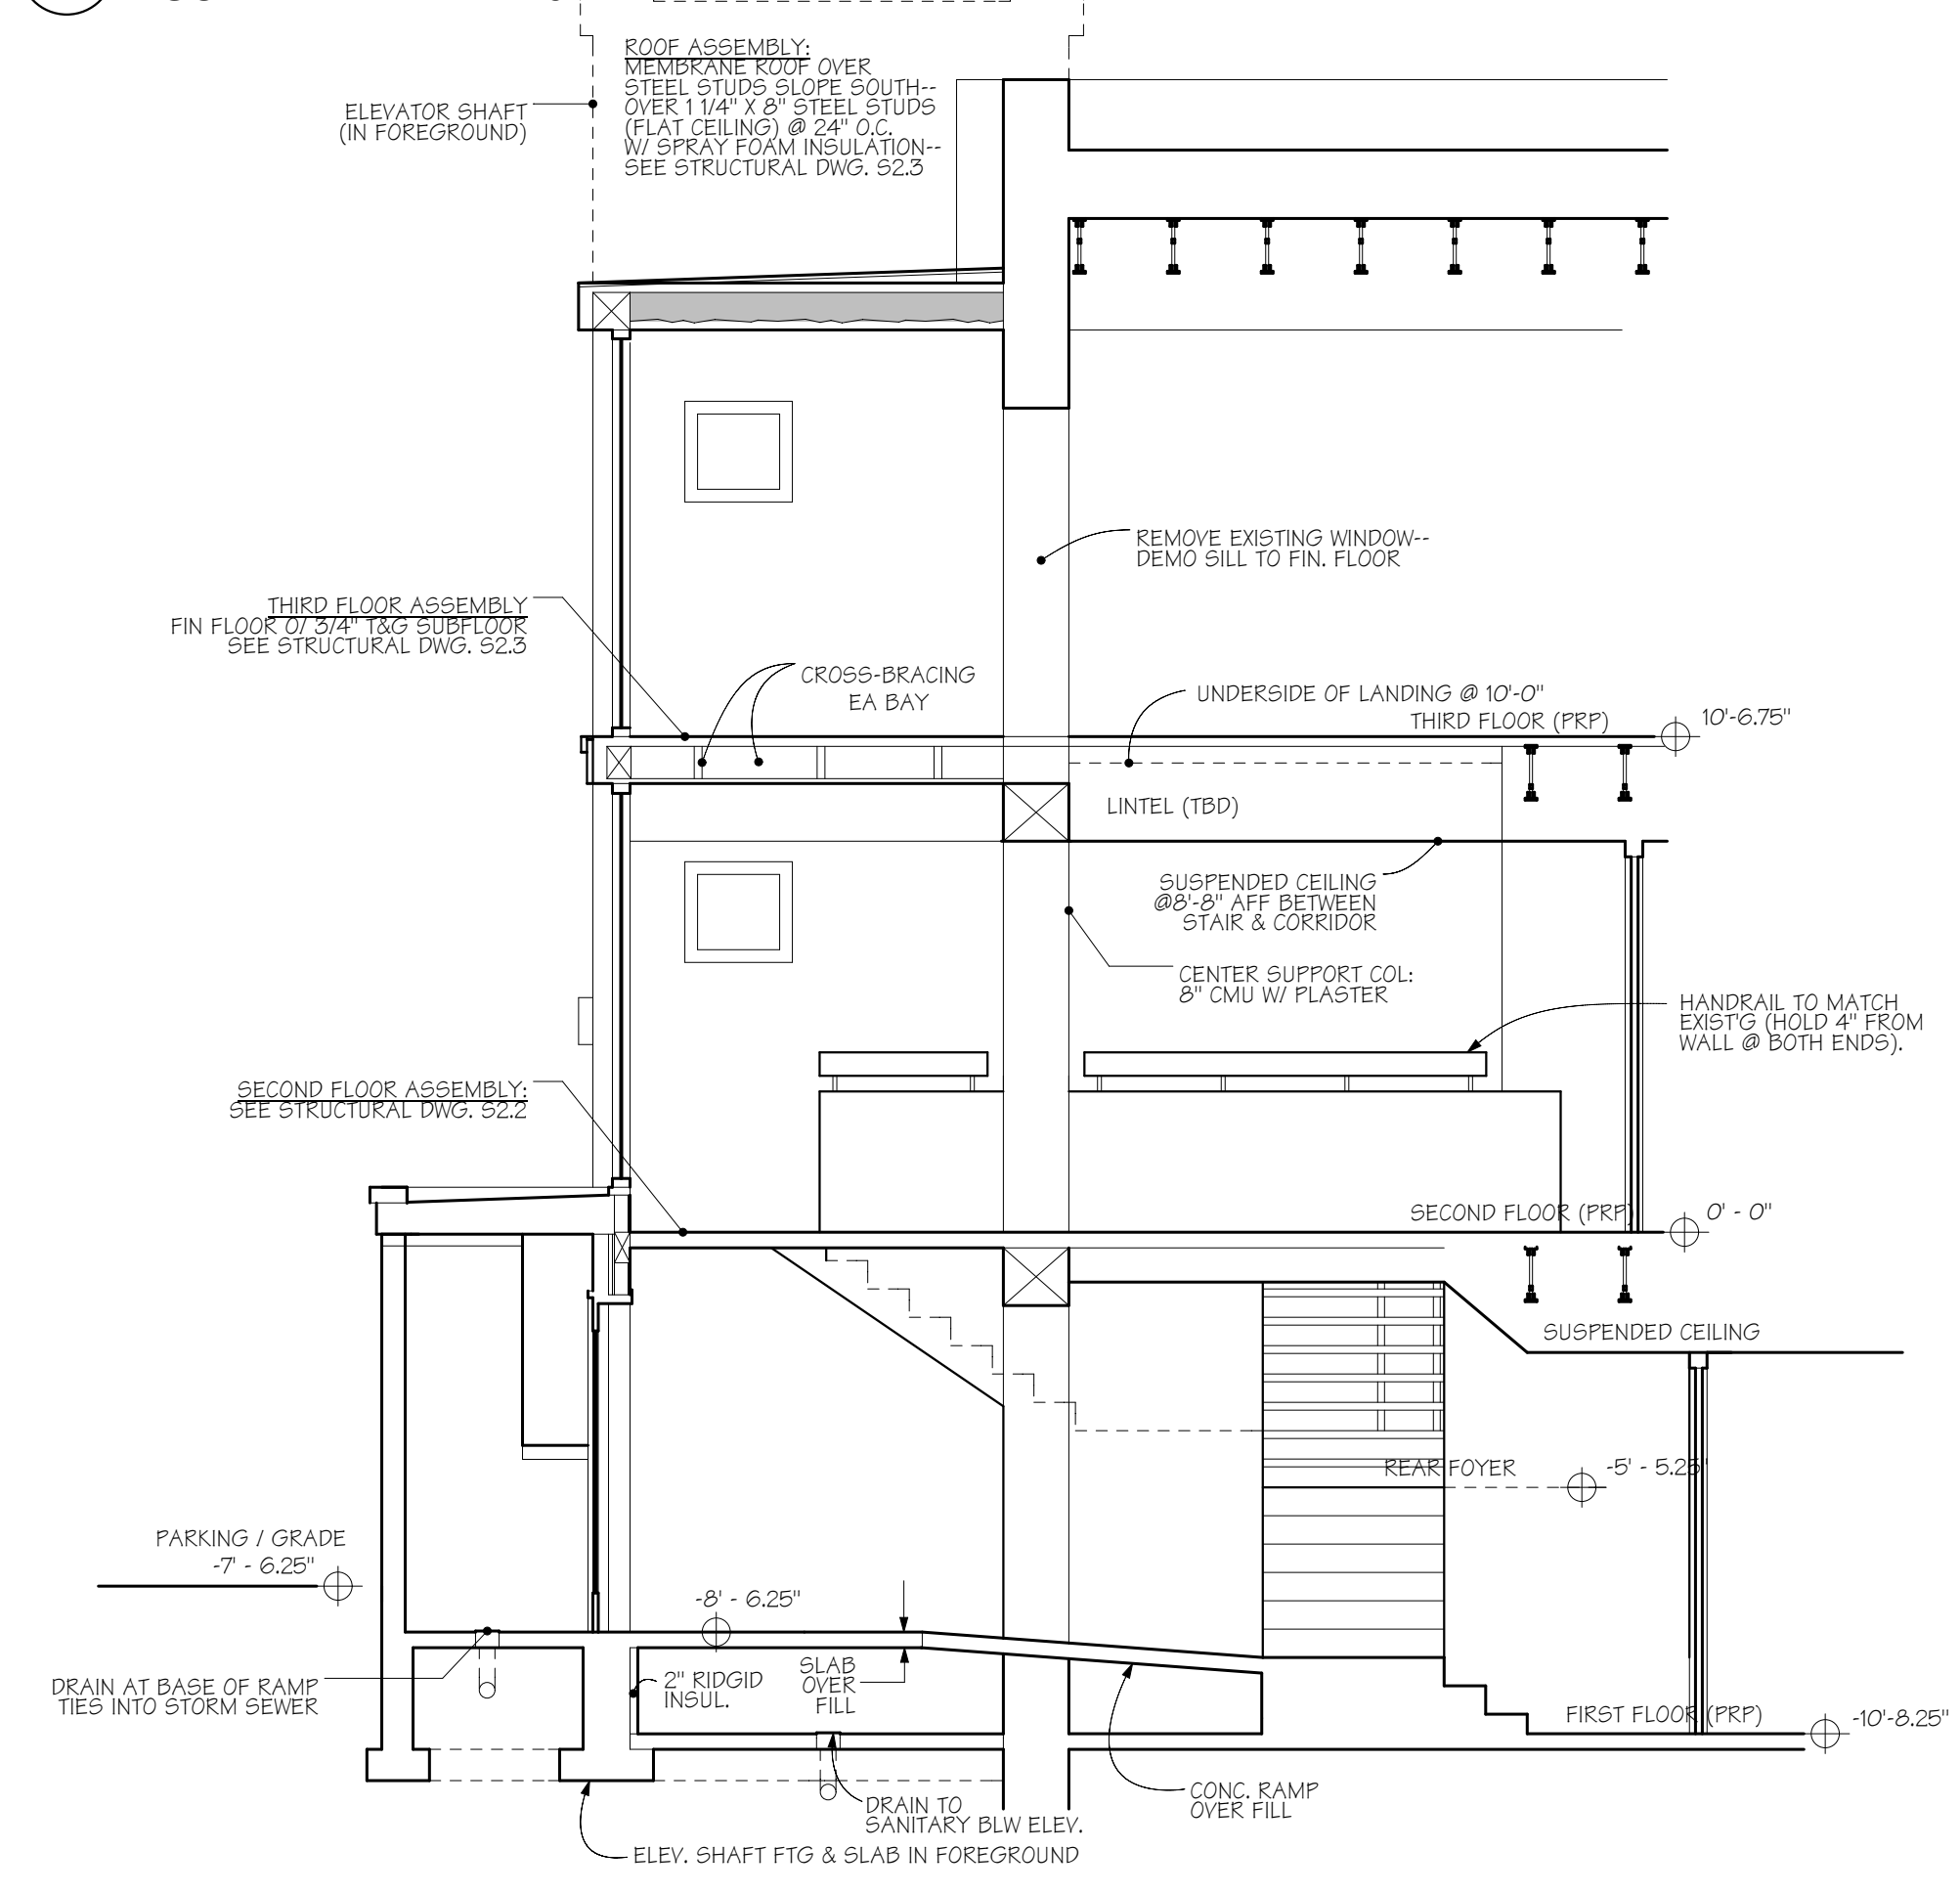 ROOF ASSEMBLY:
MEMBRANE ROOF OVER
STEEL STUDS SLOPE SOUTH--
OVER 1 1/4" X 8" STEEL STUDS
(FLAT CEILING) @ 24" O.C.
W/ SPRAY FOAM INSULATION--
SEE STRUCTURAL DWG. S2.3
ELEVATOR SHAFT
(IN FOREGROUND)
REMOVE EXISTING WINDOW--
DEMO SILL TO FIN. FLOOR
THIRD FLOOR ASSEMBLY
FIN FLOOR O/ 3/4" T&G SUBFLOOR
SEE STRUCTURAL DWG. S2.3
CROSS-BRACING
EA BAY
UNDERSIDE OF LANDING @ 10'-0"
THIRD FLOOR (PRP)
10'-6.75"
LINTEL (TBD)
SUSPENDED CEILING
@8'-8" AFF BETWEEN
STAIR & CORRIDOR
CENTER SUPPORT COL:
8" CMU W/ PLASTER
HANDRAIL TO MATCH
EXIST'G (HOLD 4" FROM
WALL @ BOTH ENDS).
SECOND FLOOR ASSEMBLY:
SEE STRUCTURAL DWG. S2.2
SECOND FLOOR (PRP)
0' - 0"
SUSPENDED CEILING
REAR FOYER
-5' - 5.25"
PARKING / GRADE
-7' - 6.25"
-8' - 6.25"
SLAB
OVER
FILL
2" RIDGID
INSUL.
DRAIN AT BASE OF RAMP
TIES INTO STORM SEWER
FIRST FLOOR (PRP)
-10'-8.25"
CONC. RAMP
OVER FILL
DRAIN TO
SANITARY BLW ELEV.
ELEV. SHAFT FTG & SLAB IN FOREGROUND